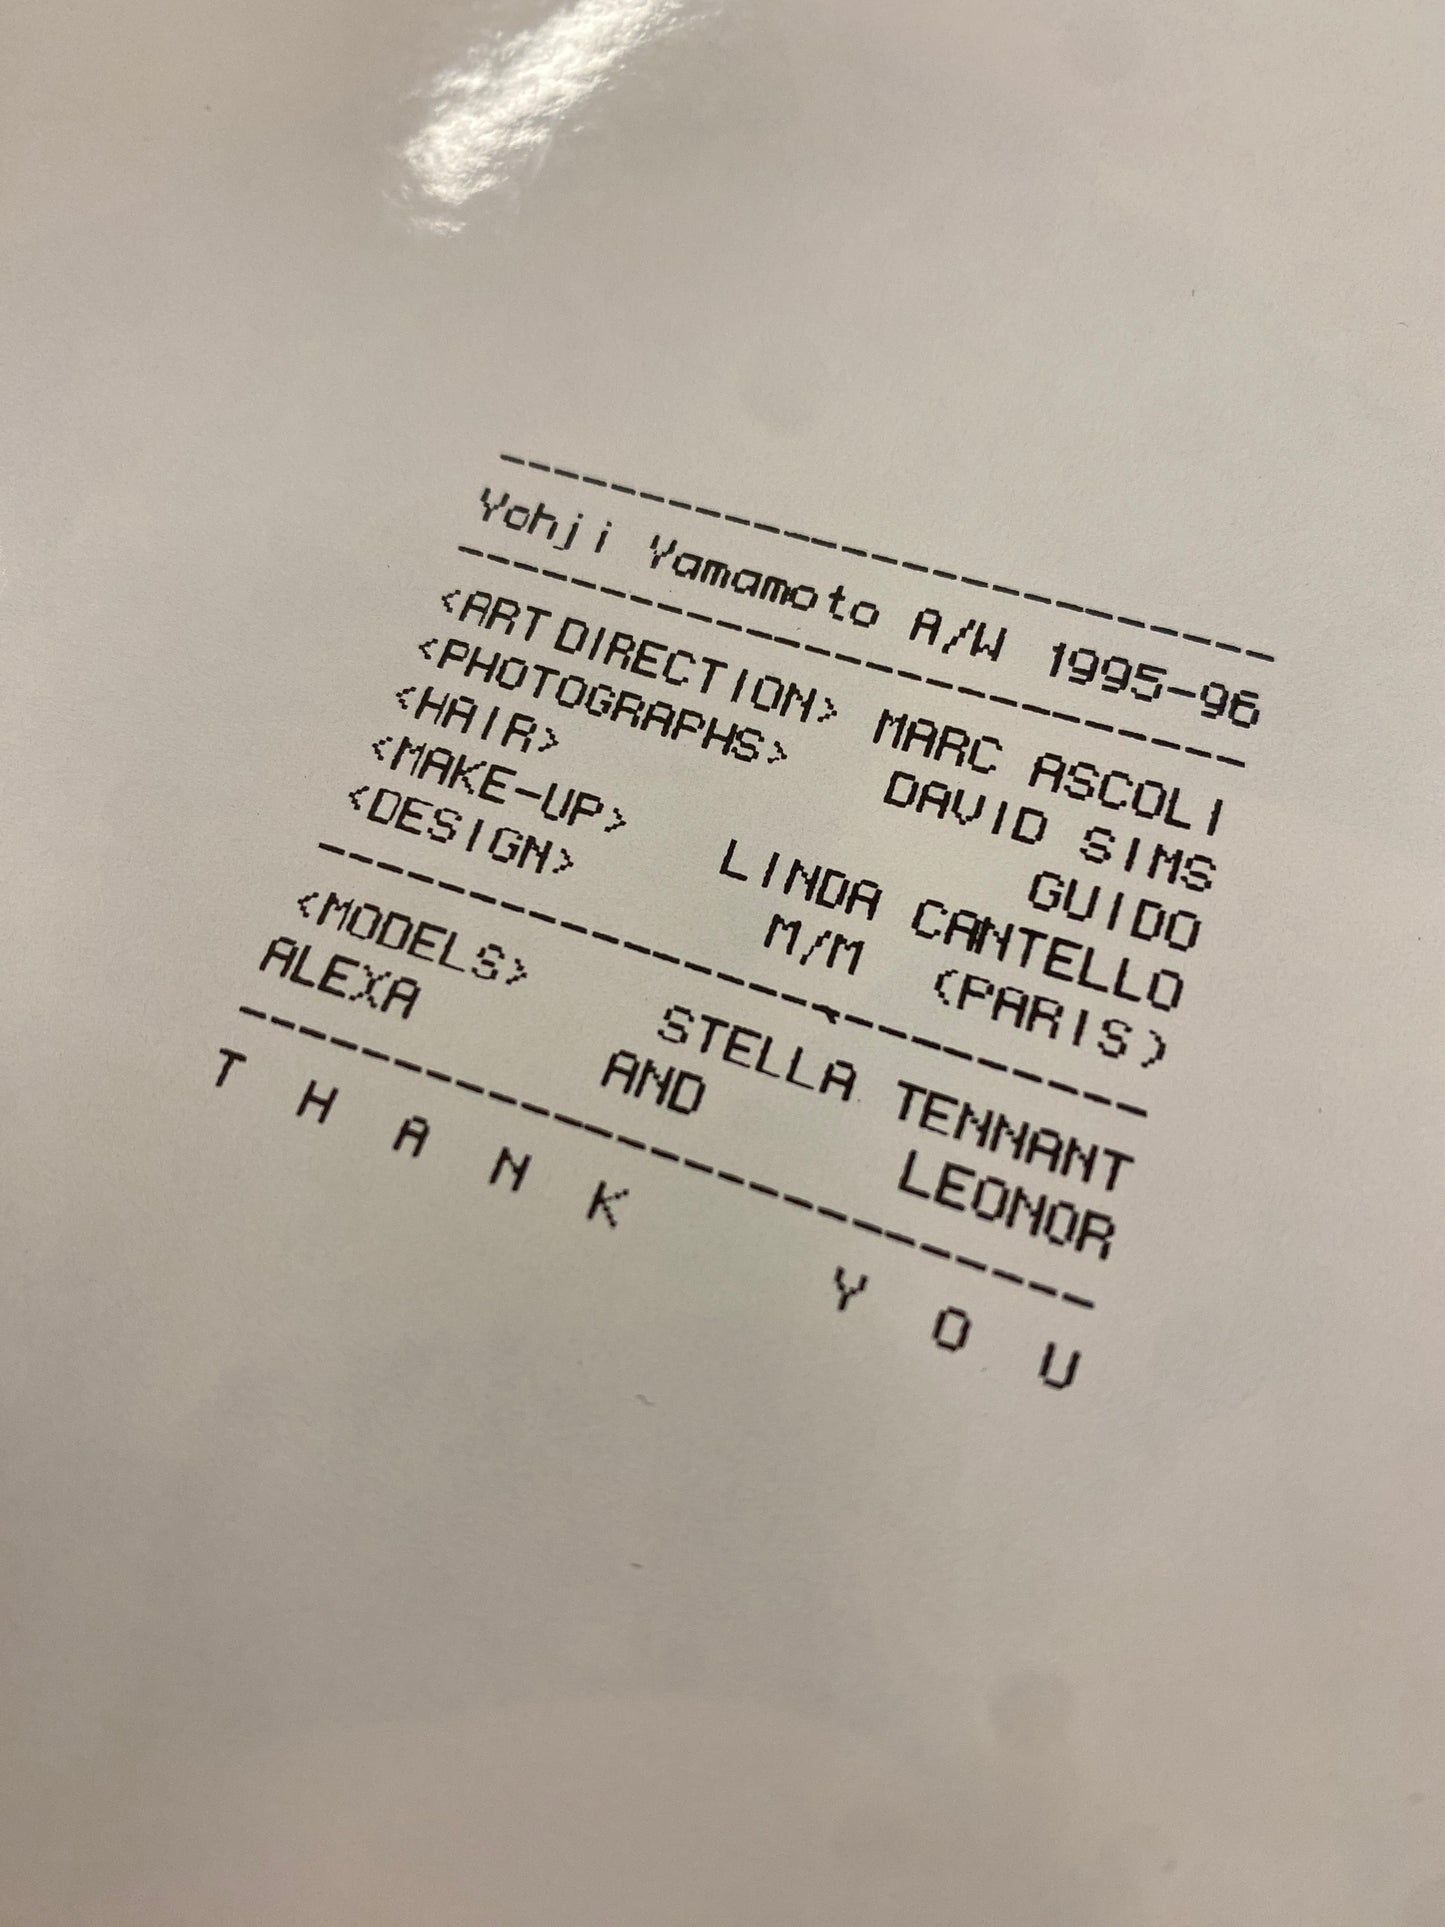 Yohji Yamamoto A/W 1995-96
<ART DIRECTION> MARC ASCOLI
<PHOTOGRAPHS> DAVID SIMS
<HAIR> GUIDO
<MAKE-UP> LINDA CANTELLO
<DESIGN> M/M (PARIS)
<MODELS> STELLA TENNANT
ALEXA AND LEONOR
T H A N K Y O U